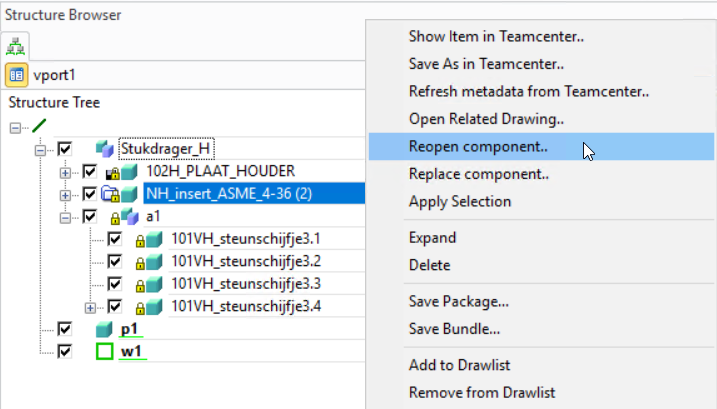 Structure Browser
vport1
Structure Tree
Stukdrager_H
102H_PLAAT_HOUDER
NH_insert_ASME_4-36 (2)
a1
101VH_steunschijfje3.1
101VH_steunschijfje3.2
101VH_steunschijfje3.3
101VH_steunschijfje3.4
p1
w1
Show Item in Teamcenter..
Save As in Teamcenter..
Refresh metadata from Teamcenter..
Open Related Drawing..
Reopen component..
Replace component..
Apply Selection
Expand
Delete
Save Package...
Save Bundle...
Add to Drawlist
Remove from Drawlist